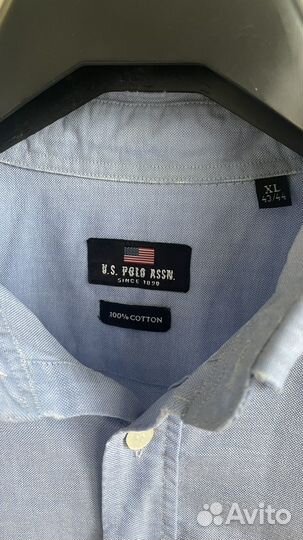 XL
43/44
U.S. POLO ASSN.
SINCE 1890
100% COTTON
Avito